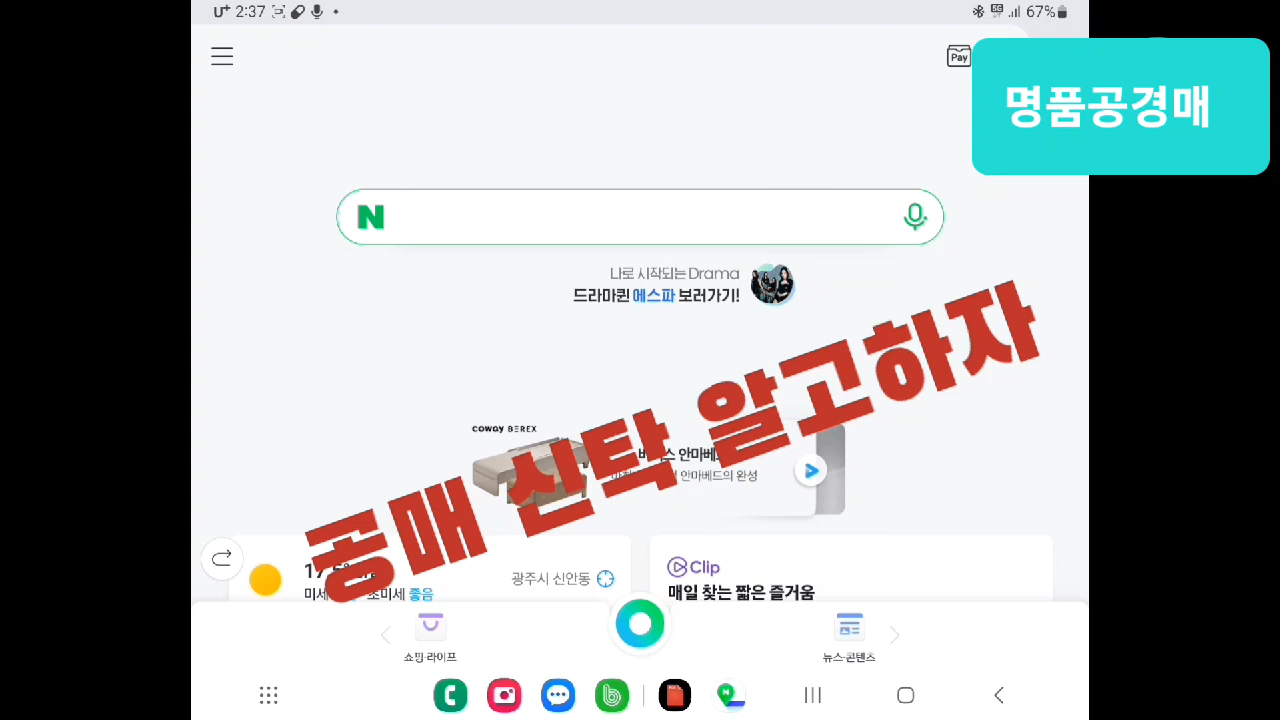 U+ 2:37
5G 67%
Pay
명품공경매
N
나로 시작되는 Drama
드라마퀸 에스파 보러가기!
공매 신탁 알고하자
COWAY BEREX
안마베드의 완성
광주시 신안동
좋음
Clip
매일 찾는 짧은 즐거움
쇼핑·라이프
뉴스·콘텐츠